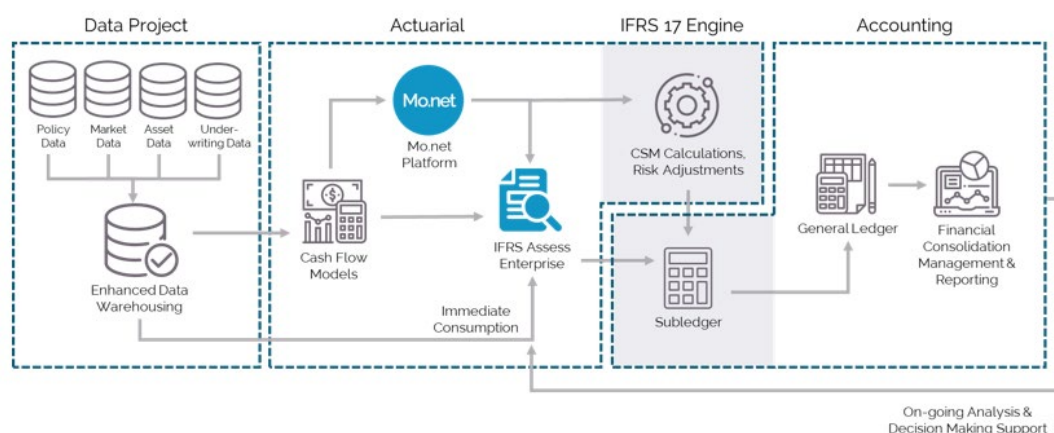 Data Project
Actuarial
IFRS 17 Engine
Accounting
Policy
Data
Market
Data
Asset
Data
Under-
writing Data
Enhanced Data
Warehousing
Mo.net
Mo.net
Platform
$
Cash Flow
Models
IFRS Assess
Enterprise
Immediate
Consumption
CSM Calculations,
Risk Adjustments
Subledger
General Ledger
Financial
Consolidation
Management &
Reporting
On-going Analysis &
Decision Making Support